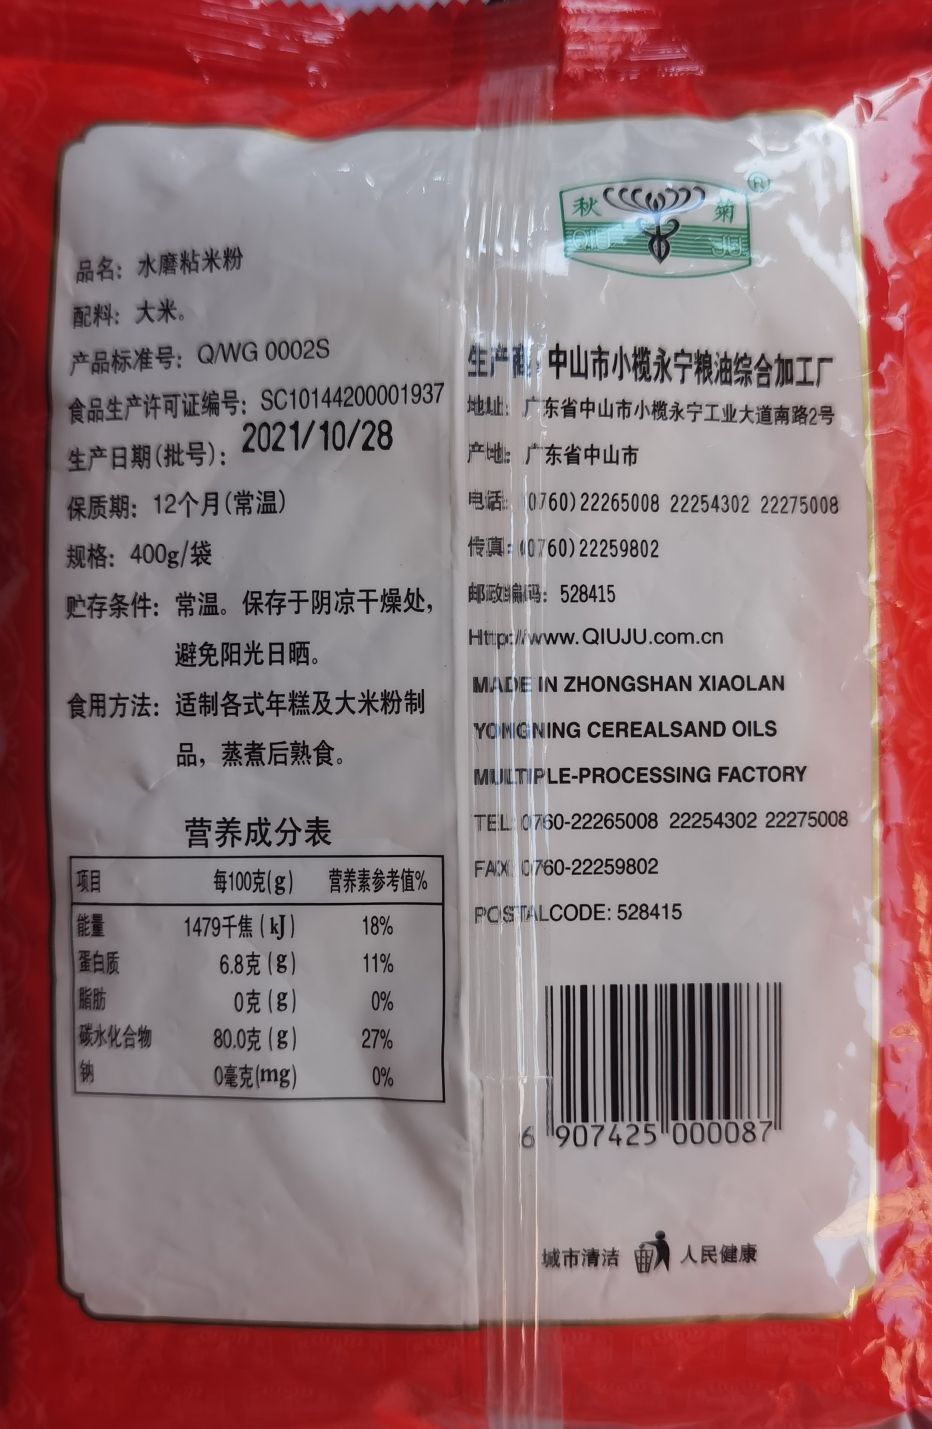 品名：水磨粘米粉
配料：大米。
产品标准号：Q/WG 0002S
食品生产许可证编号：SC10144200001937
生产日期(批号)：2021/10/28
保质期：12个月(常温)
规格：400g/袋
贮存条件：常温。保存于阴凉干燥处，
避免阳光日晒。
食用方法：适制各式年糕及大米粉制
品，蒸煮后熟食。
营养成分表
项目 每100克(g) 营养素参考值%
能量 1479千焦(kJ) 18%
蛋白质 6.8克(g) 11%
脂肪 0克(g) 0%
碳水化合物 80.0克(g) 27%
钠 0毫克(mg) 0%
秋 菊 ®
QIU JU
生产商：中山市小榄永宁粮油综合加工厂
地址：广东省中山市小榄永宁工业大道南路2号
产地：广东省中山市
电话：(0760)22265008 22254302 22275008
传真：(0760)22259802
邮政编码：528415
Http://www.QIUJU.com.cn
MADE IN ZHONGSHAN XIAOLAN
YONGNING CEREALSAND OILS
MULTIPLE-PROCESSING FACTORY
TEL: 0760-22265008 22254302 22275008
FAX: 0760-22259802
POSTALCODE: 528415
6 907425 000087
城市清洁 人民健康